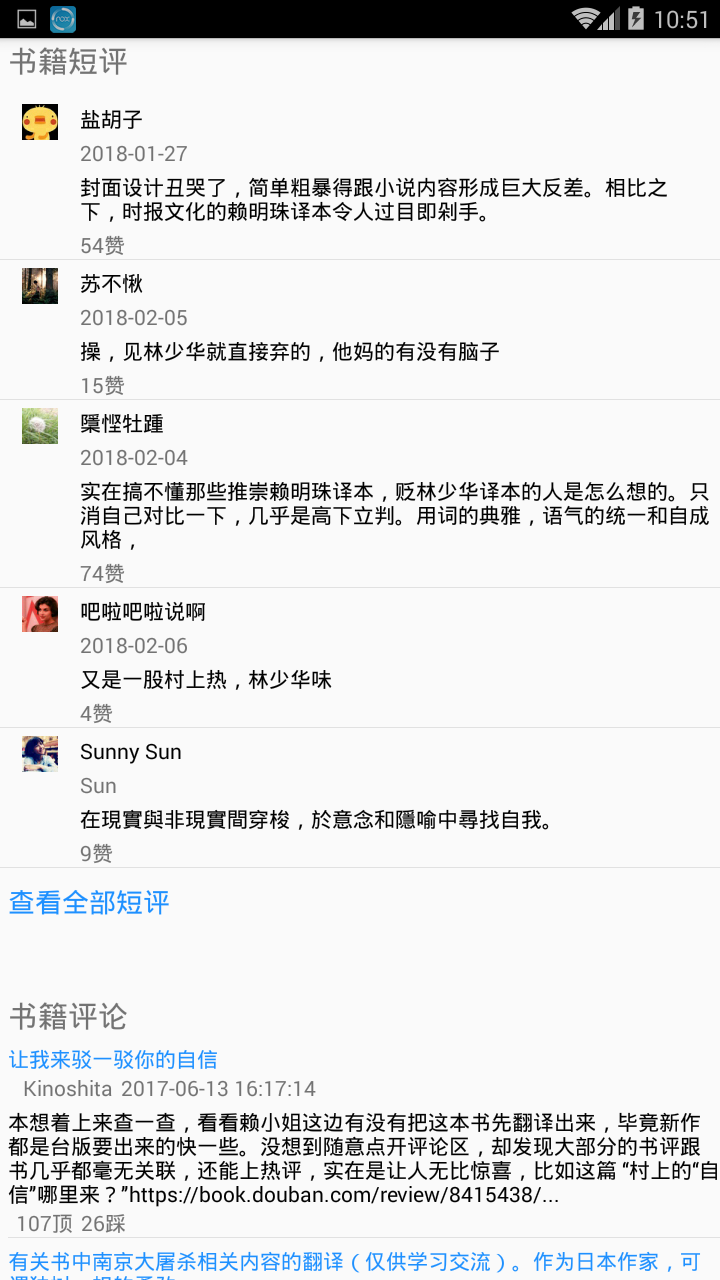 10:51
书籍短评
盐胡子
2018-01-27
封面设计丑哭了，简单粗暴得跟小说内容形成巨大反差。相比之
下，时报文化的赖明珠译本令人过目即剁手。
54赞
苏不愀
2018-02-05
操，见林少华就直接弃的，他妈的有没有脑子
15赞
2018-02-04
实在搞不懂那些推崇赖明珠译本，贬林少华译本的人是怎么想的。只
消自己对比一下，几乎是高下立判。用词的典雅，语气的统一和自成
风格，
74赞
吧啦吧啦说啊
2018-02-06
又是一股村上热，林少华味
4赞
Sunny Sun
Sun
在現實與非現實間穿梭，於意念和隱喻中尋找自我。
9赞
查看全部短评
书籍评论
让我来驳一驳你的自信
Kinoshita 2017-06-13 16:17:14
本想着上来查一查，看看赖小姐这边有没有把这本书先翻译出来，毕竟新作
都是台版要出来的快一些。没想到随意点开评论区，却发现大部分的书评跟
书几乎都毫无关联，还能上热评，实在是让人无比惊喜，比如这篇 “村上的“自
信”哪里来？”https://book.douban.com/review/8415438/...
107顶 26踩
有关书中南京大屠杀相关内容的翻译（仅供学习交流）。作为日本作家，可